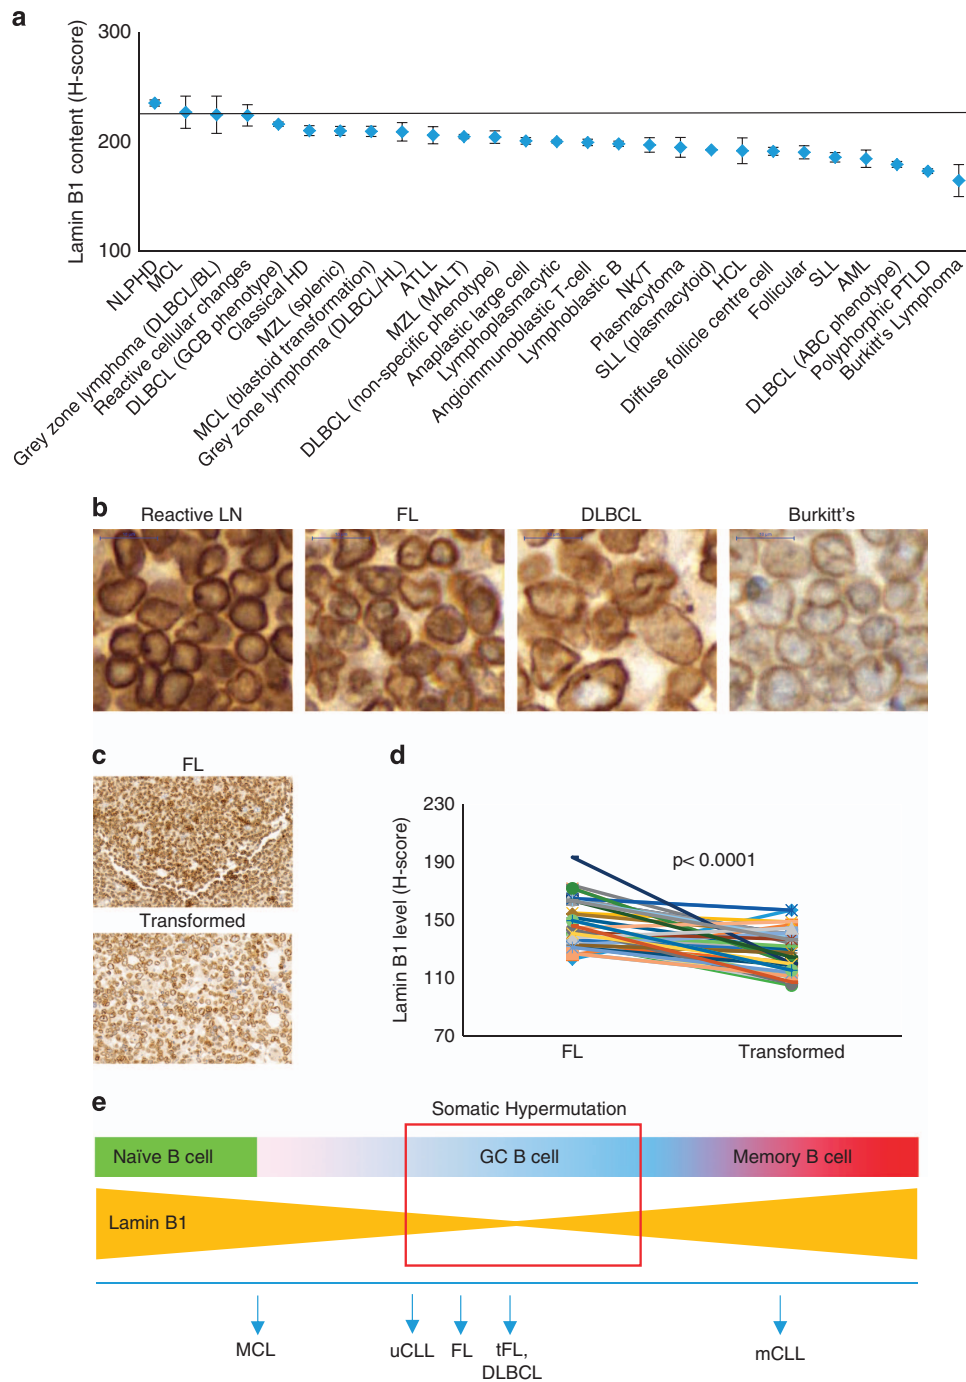 a
Lamin B1 content (H-score)
300
200
100
NLPHD
MCL
Grey zone lymphoma (DLBCL/BL)
Reactive cellular changes
DLBCL (GCB phenotype)
Classical HD
MZL (splenic)
MCL (blastoid transformation)
Grey zone lymphoma (DLBCL/HL)
ATLL
MZL (MALT)
DLBCL (non-specific phenotype)
Anaplastic large cell
Lymphoplasmacytic
Angioimmunoblastic T-cell
Lymphoblastic B
NK/T
Plasmacytoma
SLL (plasmacytoid)
HCL
Diffuse follicle centre cell
Follicular
SLL
AML
DLBCL (ABC phenotype)
Polyphorphic PTLD
Burkitt's Lymphoma
b
Reactive LN
FL
DLBCL
Burkitt's
c
FL
Transformed
d
Lamin B1 level (H-score)
230
190
150
110
70
p< 0.0001
FL
Transformed
e
Somatic Hypermutation
Naïve B cell
GC B cell
Memory B cell
Lamin B1
MCL
uCLL
FL
tFL,
DLBCL
mCLL